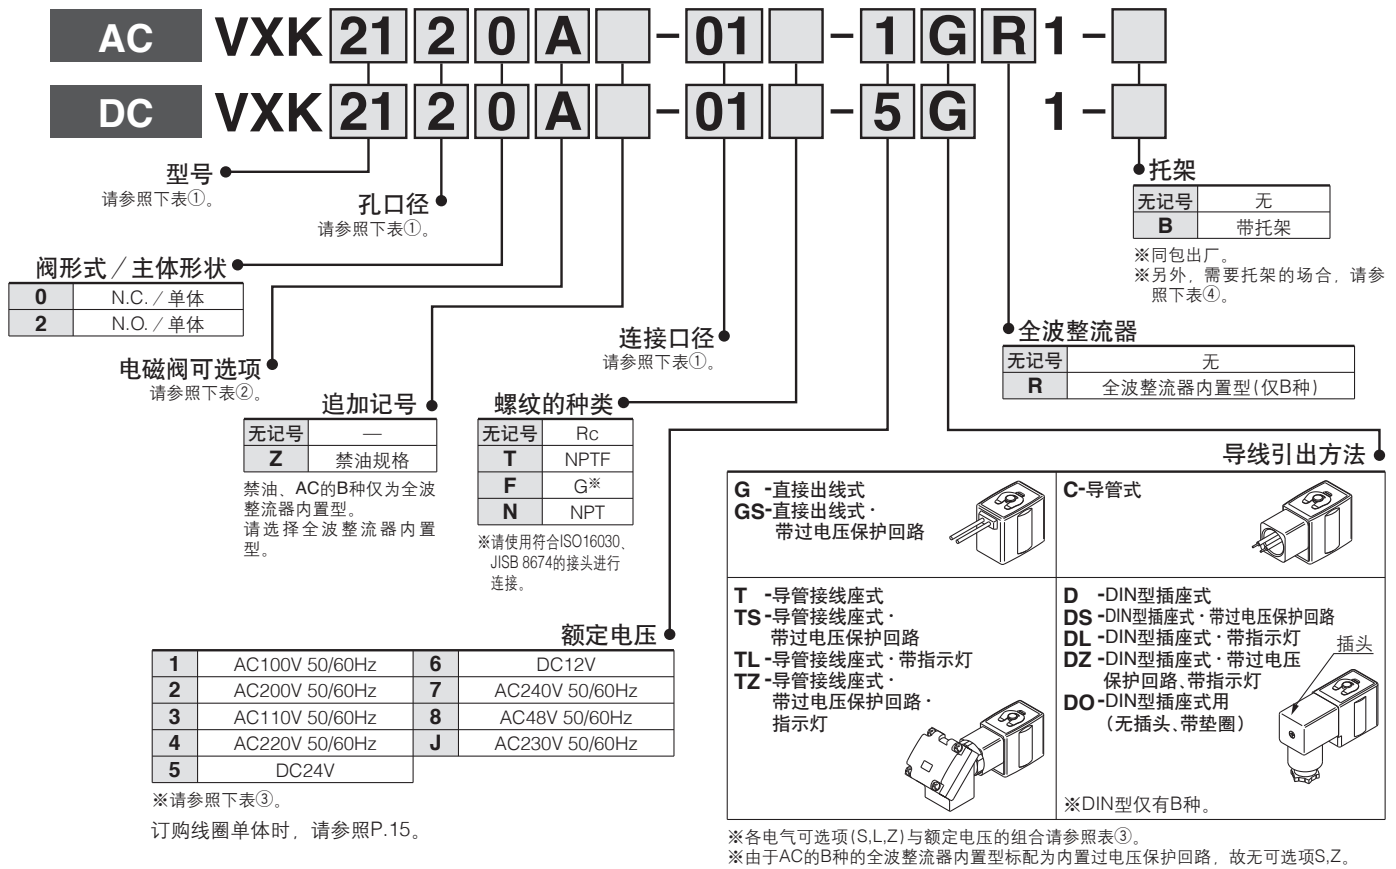 AC VXK 21 2 0 A - 01 - 1 G R 1 -
DC VXK 21 2 0 A - 01 - 5 G 1 -
型号
请参照下表①。
孔口径
请参照下表①。
阀形式／主体形状
0 N.C.／单体
2 N.O.／单体
电磁阀可选项
请参照下表②。
追加记号
无记号 —
Z 禁油规格
禁油、AC的B种仅为全波
整流器内置型。
请选择全波整流器内置
型。
连接口径
请参照下表①。
螺纹的种类
无记号 Rc
T NPTF
F G※
N NPT
※请使用符合ISO16030、
JISB 8674的接头进行
连接。
托架
无记号 无
B 带托架
※同包出厂。
※另外，需要托架的场合，请参
照下表④。
全波整流器
无记号 无
R 全波整流器内置型(仅B种)
额定电压
1 AC100V 50/60Hz 6 DC12V
2 AC200V 50/60Hz 7 AC240V 50/60Hz
3 AC110V 50/60Hz 8 AC48V 50/60Hz
4 AC220V 50/60Hz J AC230V 50/60Hz
5 DC24V
※请参照下表③。
订购线圈单体时，请参照P.15。
导线引出方法
G -直接出线式
GS-直接出线式·
带过电压保护回路
C-导管式
T -导管接线座式
TS-导管接线座式·
带过电压保护回路
TL-导管接线座式·带指示灯
TZ-导管接线座式·
带过电压保护回路·
指示灯
D -DIN型插座式
DS-DIN型插座式·带过电压保护回路
DL-DIN型插座式·带指示灯
DZ-DIN型插座式·带过电压
保护回路、带指示灯
DO-DIN型插座式用
(无插头、带垫圈)
插头
※DIN型仅有B种。
※各电气可选项(S,L,Z)与额定电压的组合请参照表③。
※由于AC的B种的全波整流器内置型标配为内置过电压保护回路，故无可选项S,Z。